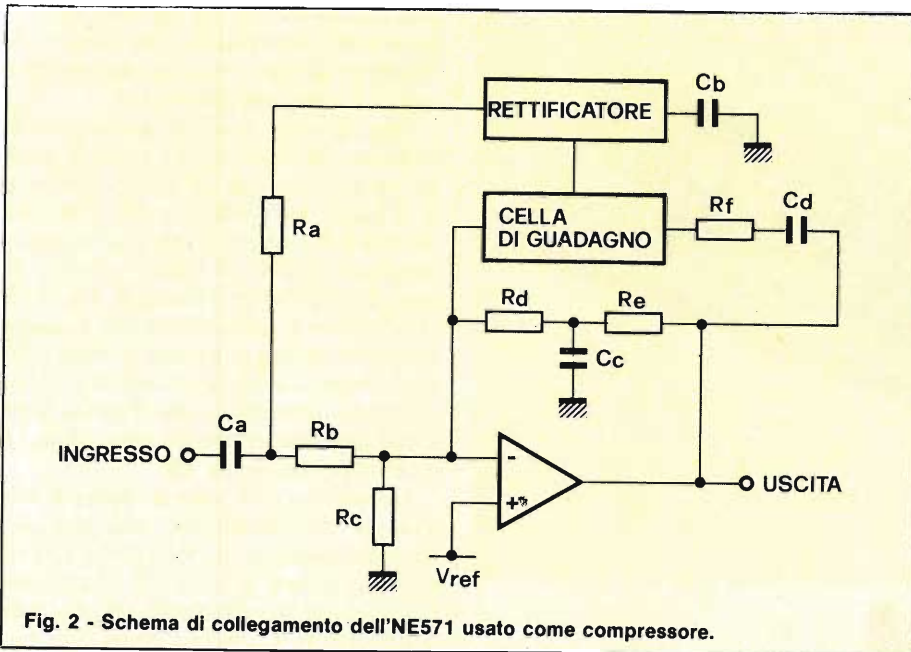 RETTIFICATORE
Cb
CELLA
DI GUADAGNO
Rf
Cd
Ra
Rd
Re
Cc
INGRESSO
Ca
Rb
Rc
-
+
Vref
USCITA
Fig. 2 - Schema di collegamento dell'NE571 usato come compressore.